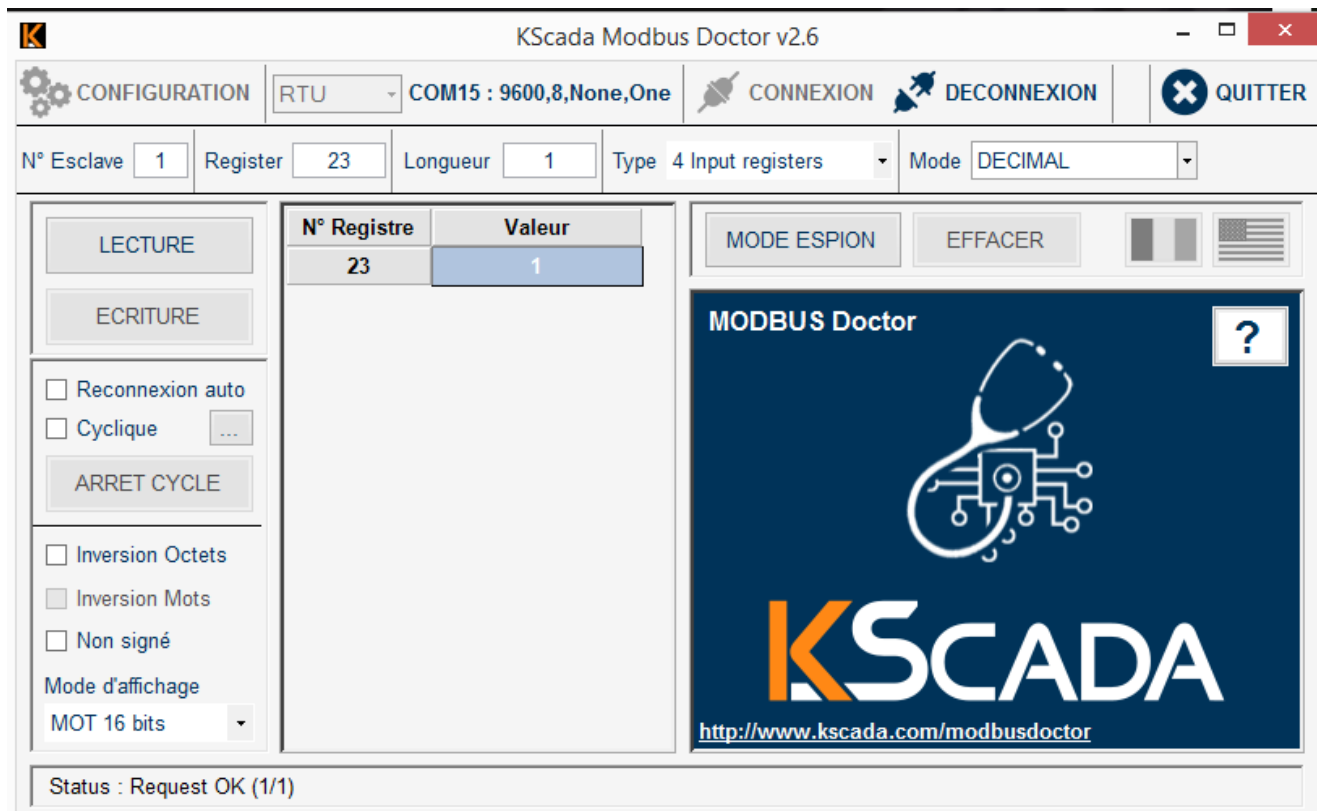 KScada Modbus Doctor v2.6
CONFIGURATION RTU COM15 : 9600,8,None,One CONNEXION DECONNEXION QUITTER
N° Esclave 1 Register 23 Longueur 1 Type 4 Input registers Mode DECIMAL
LECTURE
ECRITURE
Reconnexion auto
Cyclique ...
ARRET CYCLE
Inversion Octets
Inversion Mots
Non signé
Mode d'affichage
MOT 16 bits
N° Registre Valeur
23 1
MODE ESPION EFFACER
MODBUS Doctor ?
KSCADA
http://www.kscada.com/modbusdoctor
Status : Request OK (1/1)